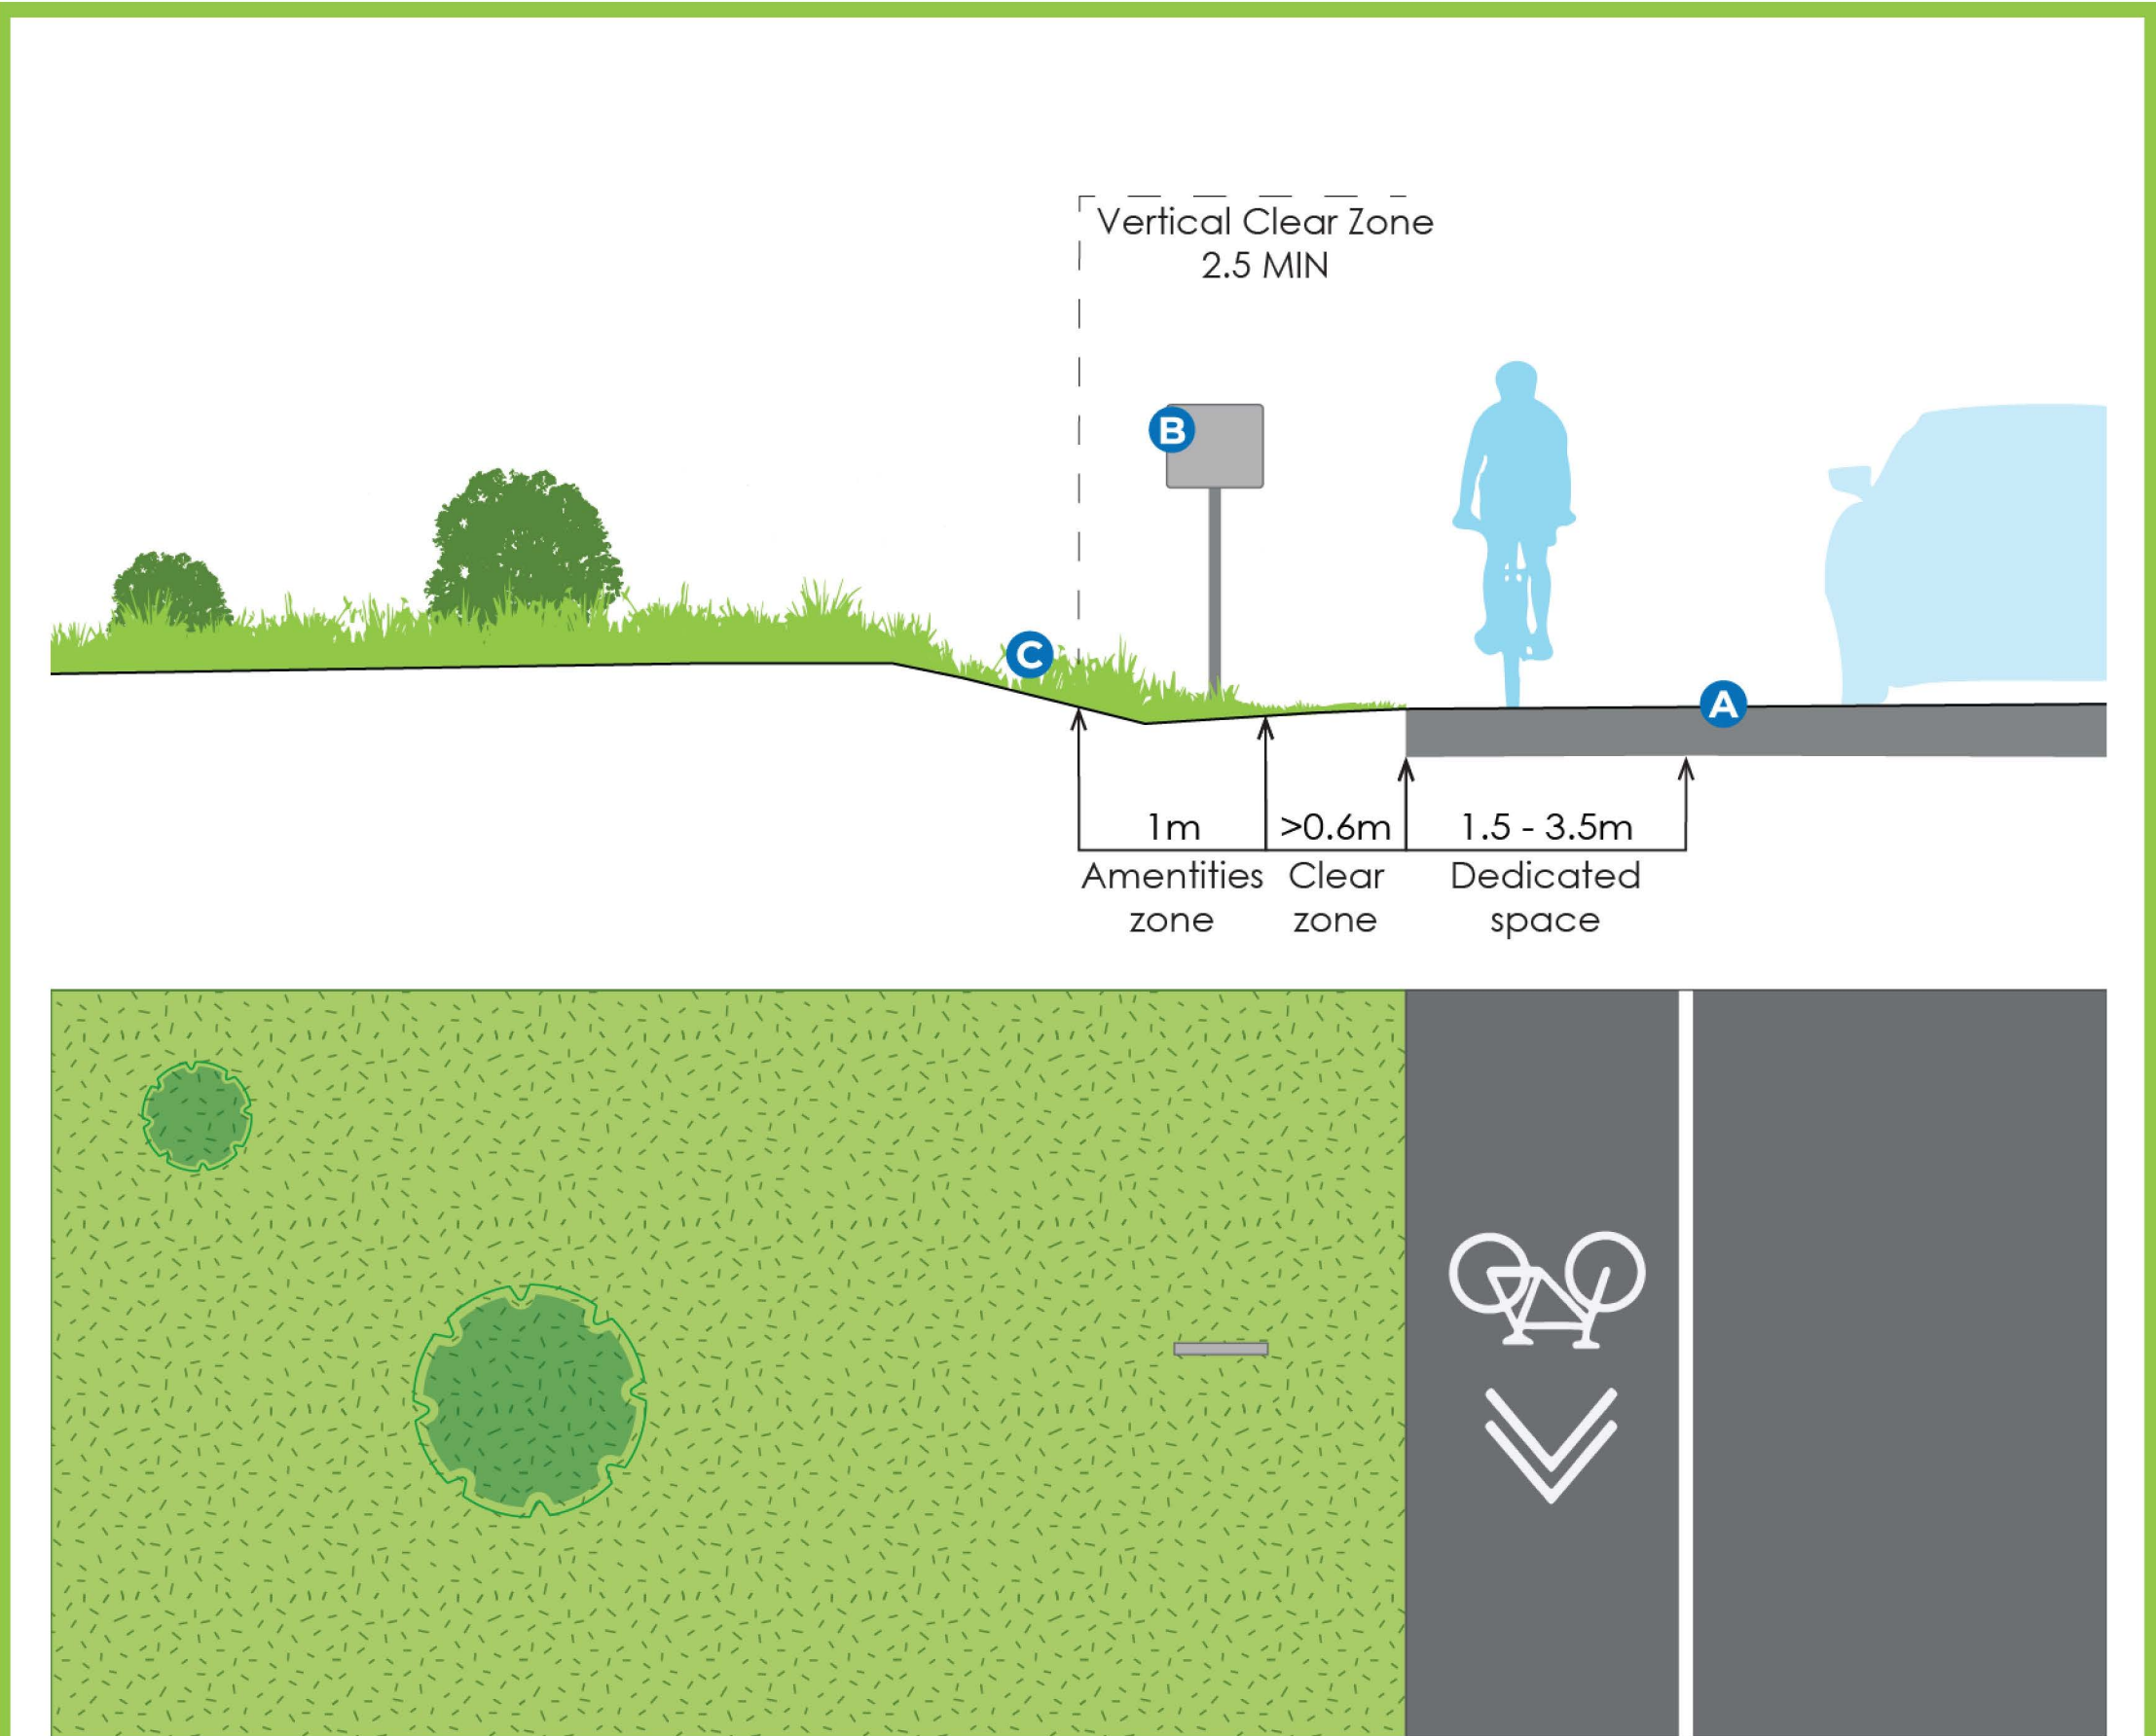 Vertical Clear Zone
2.5 MIN
B
C
A
1m
>0.6m
1.5 - 3.5m
Amentities
zone
Clear
zone
Dedicated
space